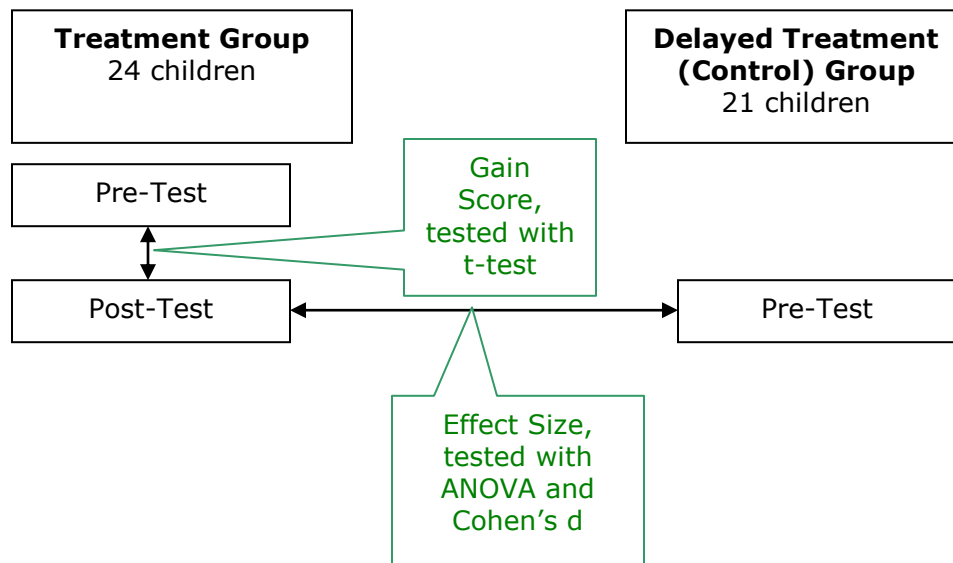 Treatment Group
24 children
Delayed Treatment
(Control) Group
21 children
Pre-Test
Gain
Score,
tested with
t-test
Post-Test
Pre-Test
Effect Size,
tested with
ANOVA and
Cohen's d